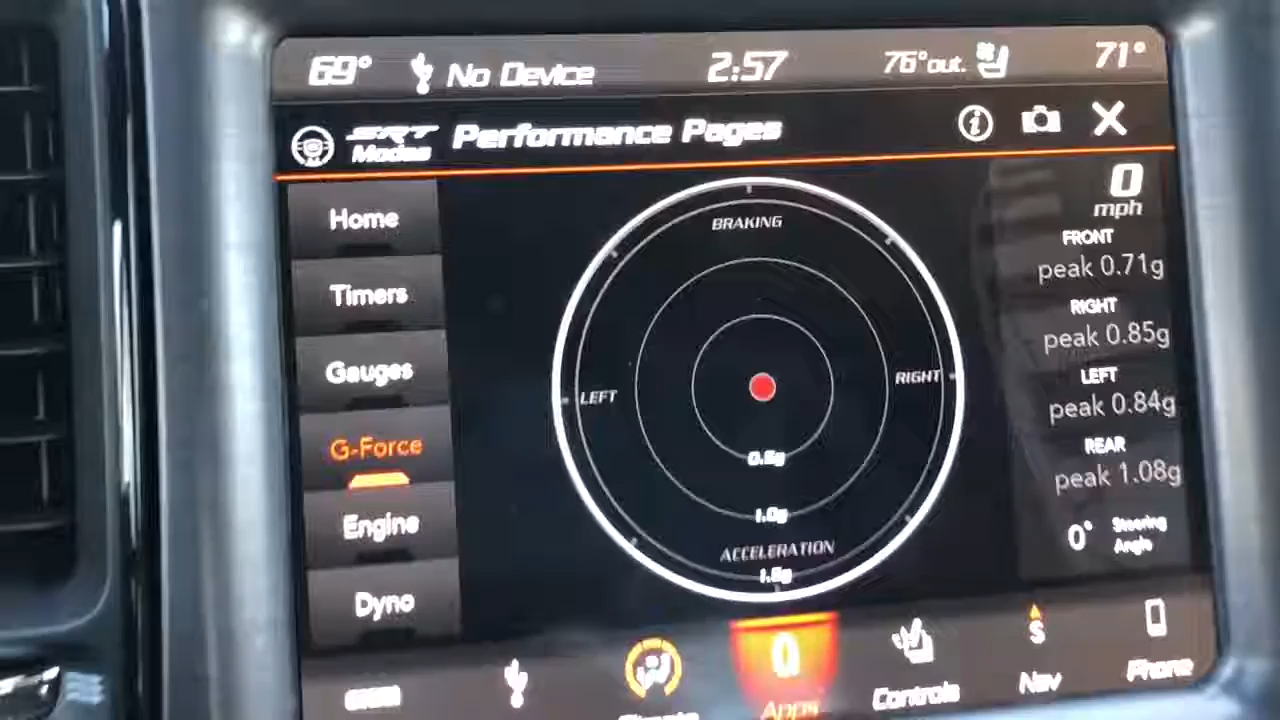 69° No Device 2:57 76°out. 71°
SRT Modes Performance Pages
0
mph
Home
Timers
Gauges
G-Force
Engine
Dyno
BRAKING
LEFT
RIGHT
0.5g
1.0g
ACCELERATION
1.5g
FRONT
peak 0.71g
RIGHT
peak 0.85g
LEFT
peak 0.84g
REAR
peak 1.08g
0° Steering
Angle
S
Apps Controls Nav Phone